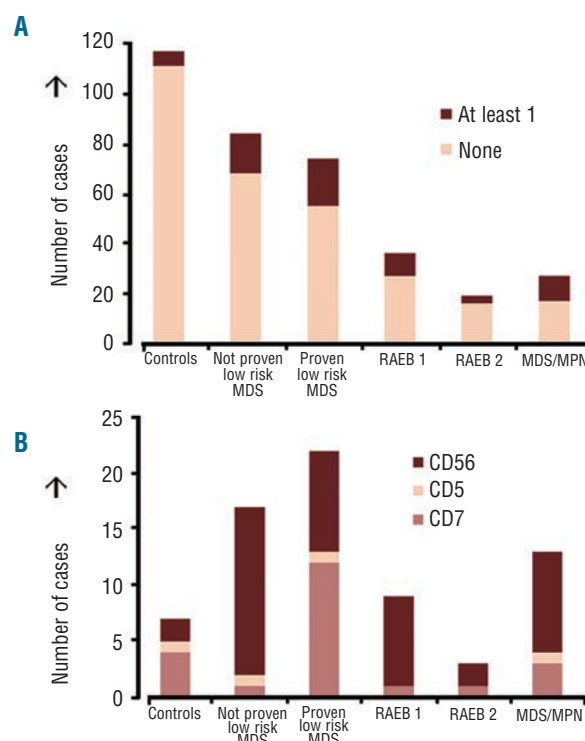 A
120
100
80
60
40
20
0
↑
Number of cases
At least 1
None
Controls
Not proven
low risk
MDS
Proven
low risk
MDS
RAEB 1
RAEB 2
MDS/MPN
B
25
20
15
10
5
0
↑
Number of cases
CD56
CD5
CD7
Controls
Not proven
low risk
MDS
Proven
low risk
MDS
RAEB 1
RAEB 2
MDS/MPN